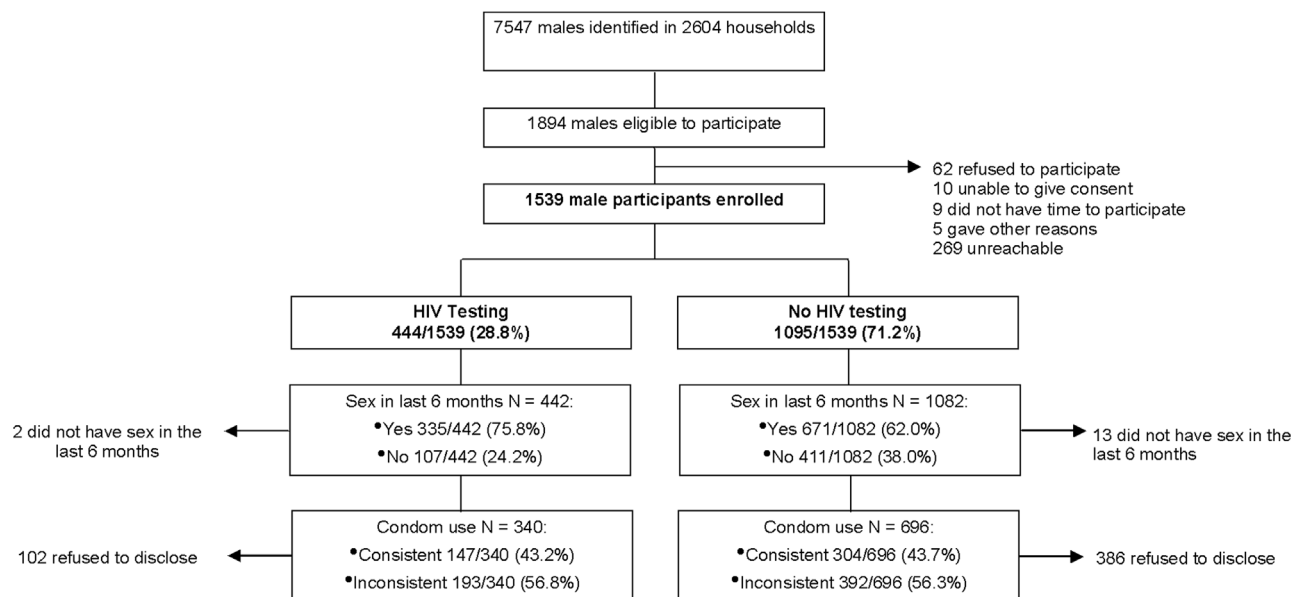 7547 males identified in 2604 households
1894 males eligible to participate
62 refused to participate
10 unable to give consent
9 did not have time to participate
5 gave other reasons
269 unreachable
1539 male participants enrolled
HIV Testing
444/1539 (28.8%)
No HIV testing
1095/1539 (71.2%)
2 did not have sex in the
last 6 months
Sex in last 6 months N = 442:
•Yes 335/442 (75.8%)
•No 107/442 (24.2%)
Sex in last 6 months N = 1082:
•Yes 671/1082 (62.0%)
•No 411/1082 (38.0%)
13 did not have sex in the
last 6 months
102 refused to disclose
Condom use N = 340:
•Consistent 147/340 (43.2%)
•Inconsistent 193/340 (56.8%)
Condom use N = 696:
•Consistent 304/696 (43.7%)
•Inconsistent 392/696 (56.3%)
386 refused to disclose